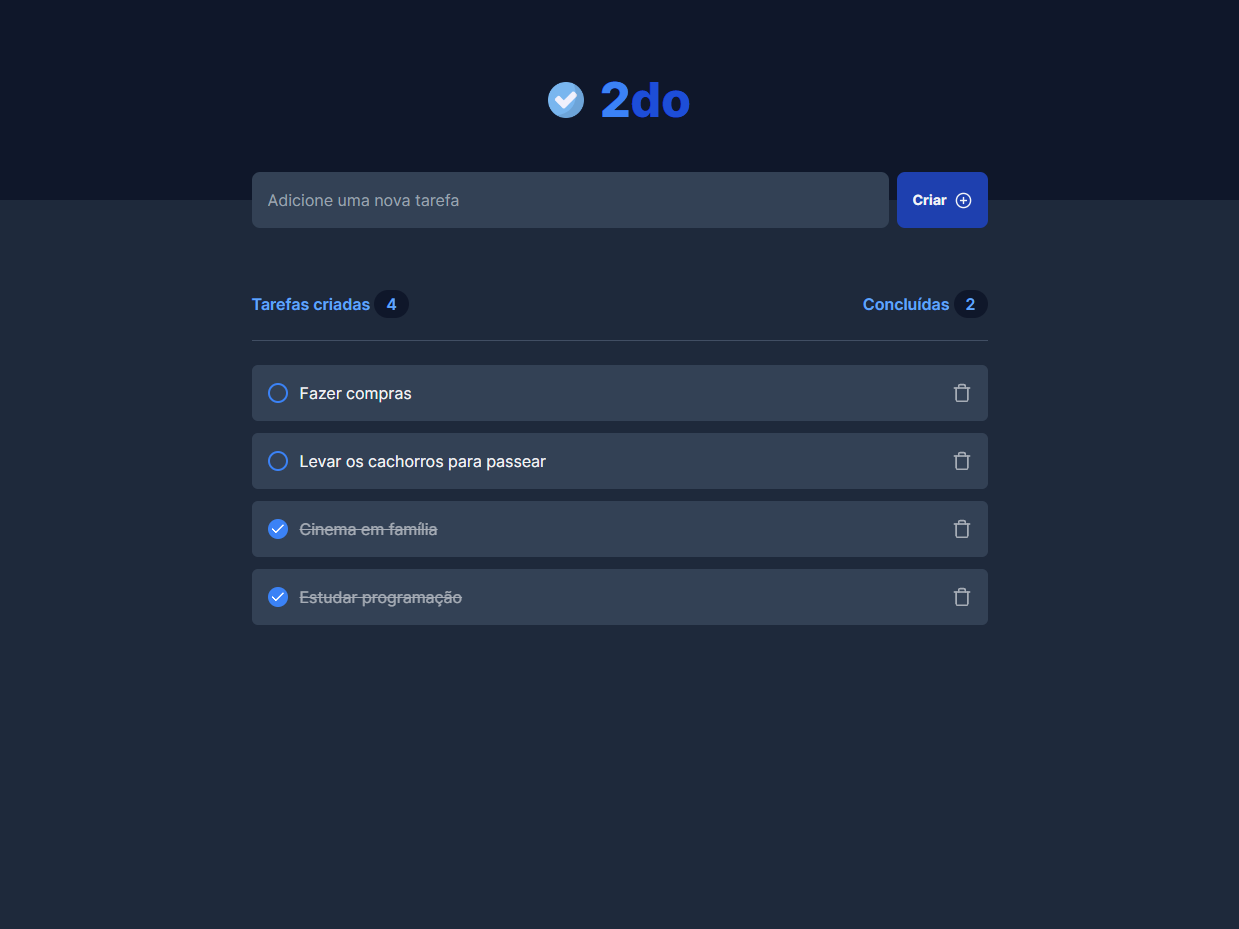 2do
Adicione uma nova tarefa
Criar
Tarefas criadas 4
Concluídas 2
Fazer compras
Levar os cachorros para passear
Cinema em família
Estudar programação